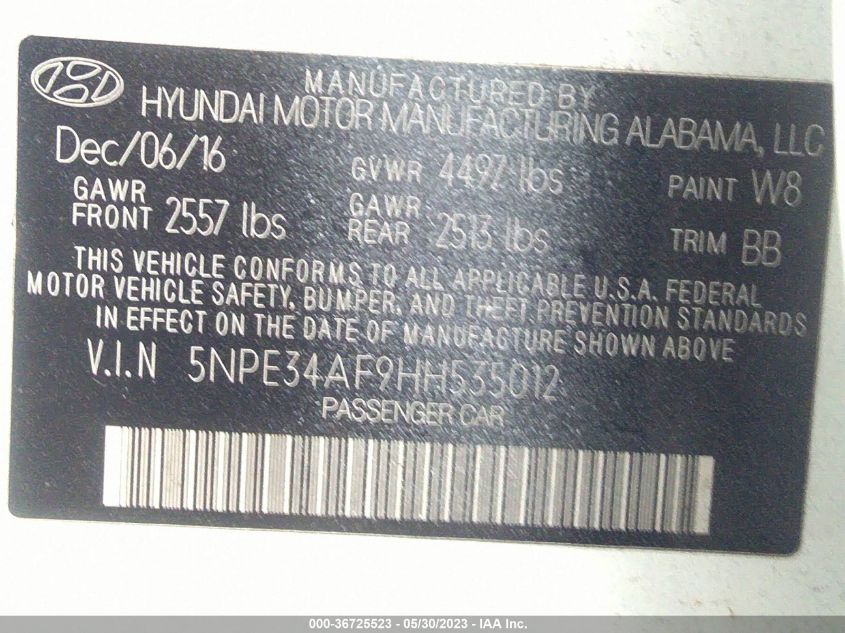 MANUFACTURED BY
HYUNDAI MOTOR MANUFACTURING ALABAMA, LLC
Dec/06/16 GVWR 4497 lbs PAINT W8
GAWR FRONT 2557 lbs GAWR REAR 2513 lbs TRIM BB
THIS VEHICLE CONFORMS TO ALL APPLICABLE U.S.A. FEDERAL
MOTOR VEHICLE SAFETY, BUMPER, AND THEFT PREVENTION STANDARDS
IN EFFECT ON THE DATE OF MANUFACTURE SHOWN ABOVE
V.I.N 5NPE34AF9HH535012
PASSENGER CAR
000-36725523 - 05/30/2023 - IAA Inc.